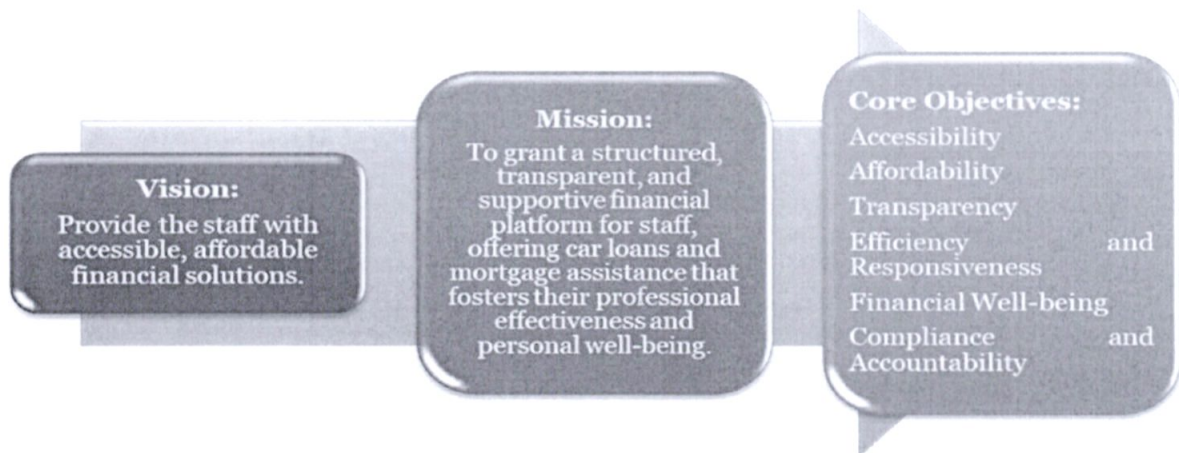 Vision:
Provide the staff with
accessible, affordable
financial solutions.
Mission:
To grant a structured,
transparent, and
supportive financial
platform for staff,
offering car loans and
mortgage assistance that
fosters their professional
effectiveness and
personal well-being.
Core Objectives:
Accessibility
Affordability
Transparency
Efficiency and
Responsiveness
Financial Well-being
Compliance and
Accountability